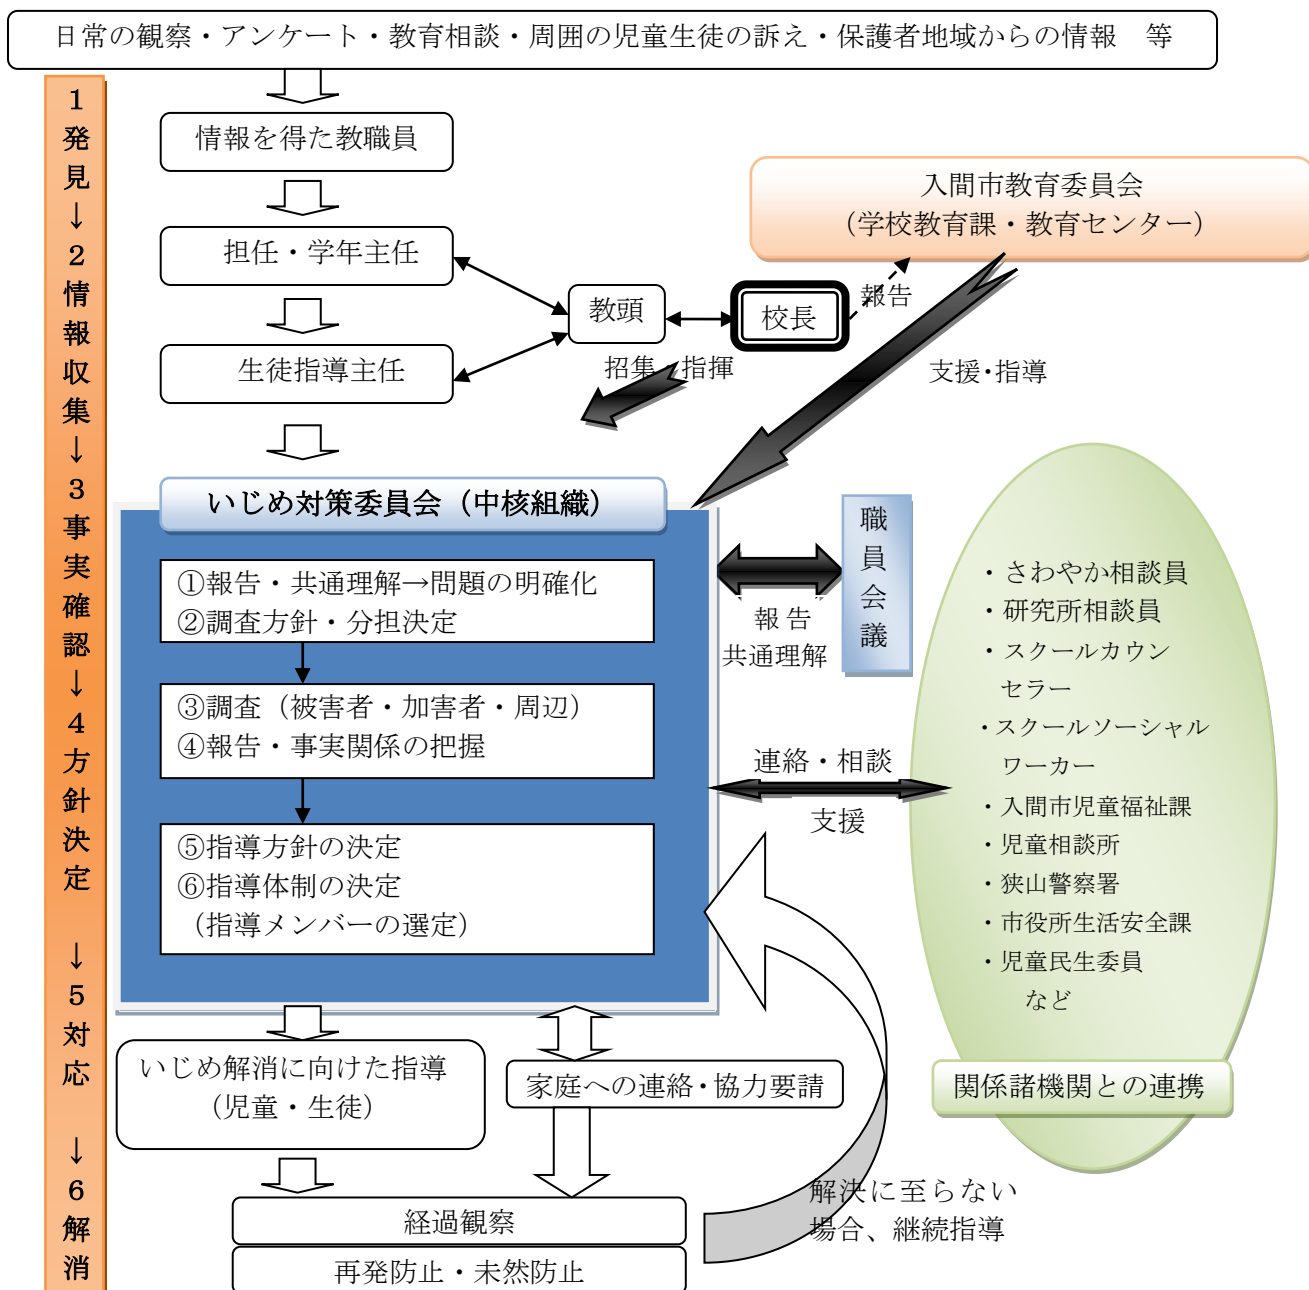 日常の観察・アンケート・教育相談・周囲の児童生徒の訴え・保護者地域からの情報　等
1発見↓2情報収集↓3事実確認↓4方針決定　↓5対応　↓6解消
情報を得た教職員
入間市教育委員会
（学校教育課・教育センター）
担任・学年主任
教頭
校長
報告
生徒指導主任
招集・指揮
支援・指導
いじめ対策委員会（中核組織）
①報告・共通理解→問題の明確化
②調査方針・分担決定
③調査（被害者・加害者・周辺）
④報告・事実関係の把握
⑤指導方針の決定
⑥指導体制の決定
（指導メンバーの選定）
職員会議
報告
共通理解
連絡・相談
支援
・さわやか相談員
・研究所相談員
・スクールカウン
セラー
・スクールソーシャル
ワーカー
・入間市児童福祉課
・児童相談所
・狭山警察署
・市役所生活安全課
・児童民生委員
など
関係諸機関との連携
いじめ解消に向けた指導
（児童・生徒）
家庭への連絡・協力要請
解決に至らない
場合、継続指導
経過観察
再発防止・未然防止